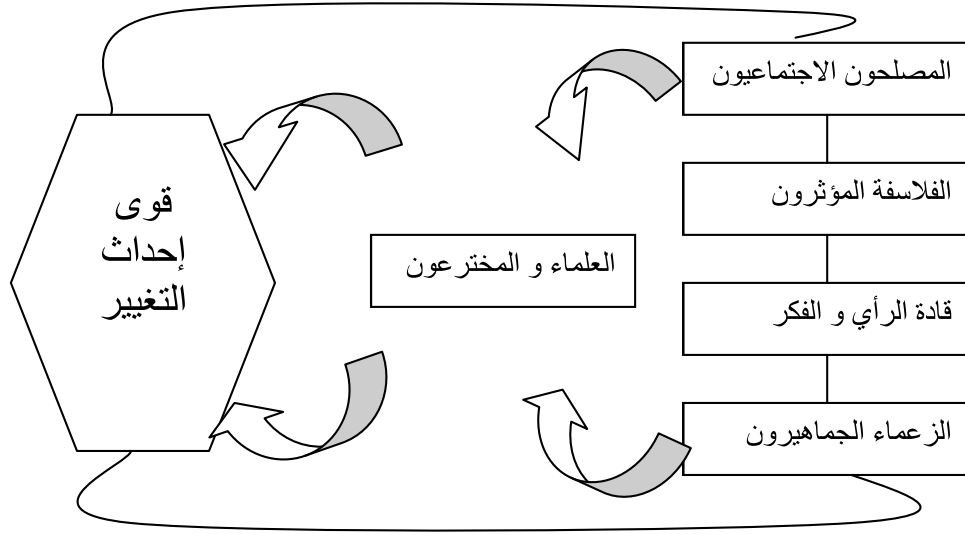 المصلحون الاجتماعيون
الفلاسفة المؤثرون
قادة الرأي و الفكر
الزعماء الجماهيرون
العلماء و المخترعون
قوى
إحداث
التغيير